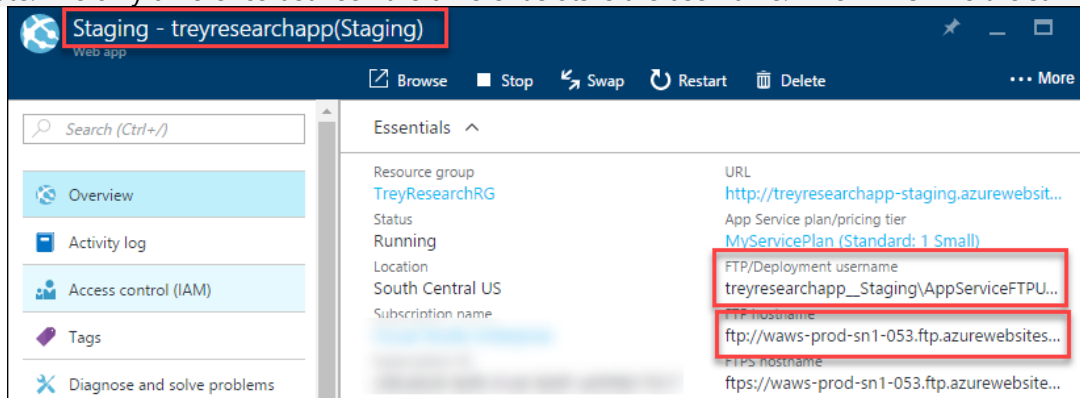 Staging - treyresearchapp(Staging)
Web app
Browse Stop Swap Restart Delete ••• More
Search (Ctrl+/)
Essentials
Overview
Activity log
Access control (IAM)
Tags
Diagnose and solve problems
Resource group
TreyResearchRG
Status
Running
Location
South Central US
Subscription name
URL
http://treyresearchapp-staging.azurewebsit...
App Service plan/pricing tier
MyServicePlan (Standard: 1 Small)
FTP/Deployment username
treyresearchapp__Staging\AppServiceFTPU...
FTP hostname
ftp://waws-prod-sn1-053.ftp.azurewebsites...
FTPS hostname
ftps://waws-prod-sn1-053.ftp.azurewebsite...